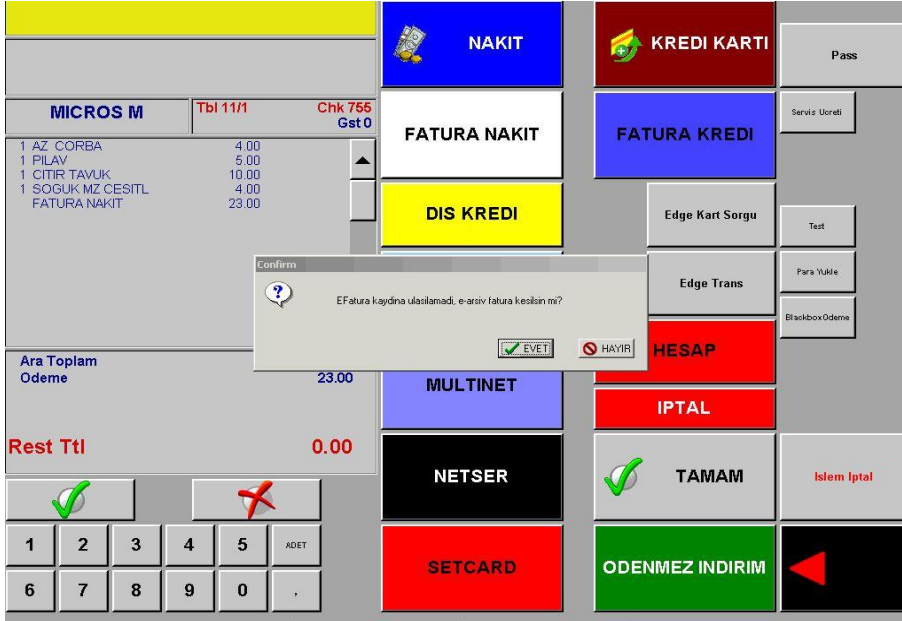 NAKIT
KREDI KARTI
Pass
MICROS M
Tbl 11/1
Chk 755
Gst 0
FATURA NAKIT
FATURA KREDI
Servis Ucreti
1 AZ CORBA 4.00
1 PILAV 5.00
1 CITIR TAVUK 10.00
1 SOGUK MZ CESITL 4.00
FATURA NAKIT 23.00
DIS KREDI
Edge Kart Sorgu
Test
Confirm
EFatura kaydina ulasilamadi, e-arsiv fatura kesilsin mi?
EVET
HAYIR
Edge Trans
Para Yukle
BlackboxOdeme
HESAP
Ara Toplam
Odeme 23.00
MULTINET
IPTAL
Rest Ttl 0.00
NETSER
TAMAM
Islem Iptal
1 2 3 4 5 ADET
SETCARD
ODENMEZ INDIRIM
6 7 8 9 0 ,